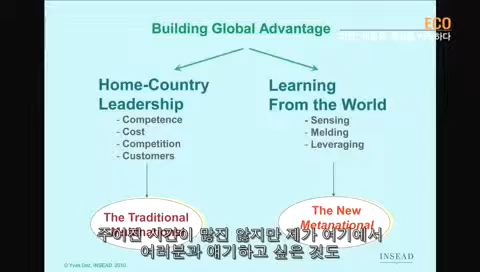 Building Global Advantage
ECO
Home-Country
Leadership
- Competence
- Cost
- Competition
- Customers
Learning
From the World
- Sensing
- Melding
- Leveraging
The Traditional
The New
Metanational
주어진 시간이 많진 않지만 제가 여기에서
여러분과 얘기하고 싶은 것도
INSEAD
© Yves Doz, INSEAD 2010